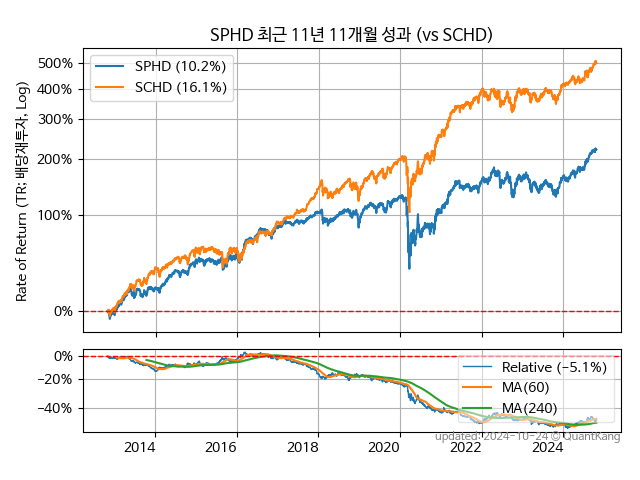 SPHD 최근 11년 11개월 성과 (vs SCHD)
Rate of Return (TR: 배당재투자, Log)
500%
400%
300%
200%
100%
0%
SPHD (10.2%)
SCHD (16.1%)
0%
−20%
−40%
Relative (−5.1%)
MA(60)
MA(240)
updated: 2024-10-24 © QuantKang
2014 2016 2018 2020 2022 2024